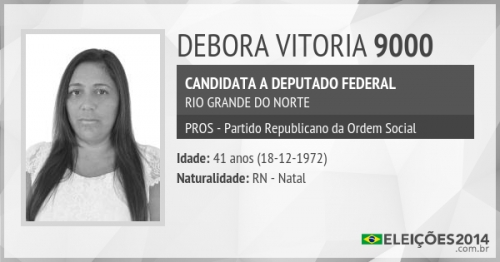 DEBORA VITORIA 9000
CANDIDATA A DEPUTADO FEDERAL
RIO GRANDE DO NORTE
PROS - Partido Republicano da Ordem Social
Idade: 41 anos (18-12-1972)
Naturalidade: RN - Natal
ELEIÇÕES2014
.com.br